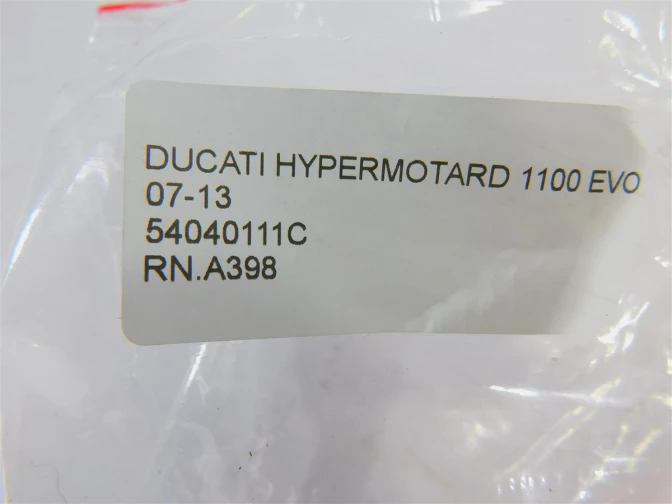 DUCATI HYPERMOTARD 1100 EVO
07-13
54040111C
RN.A398